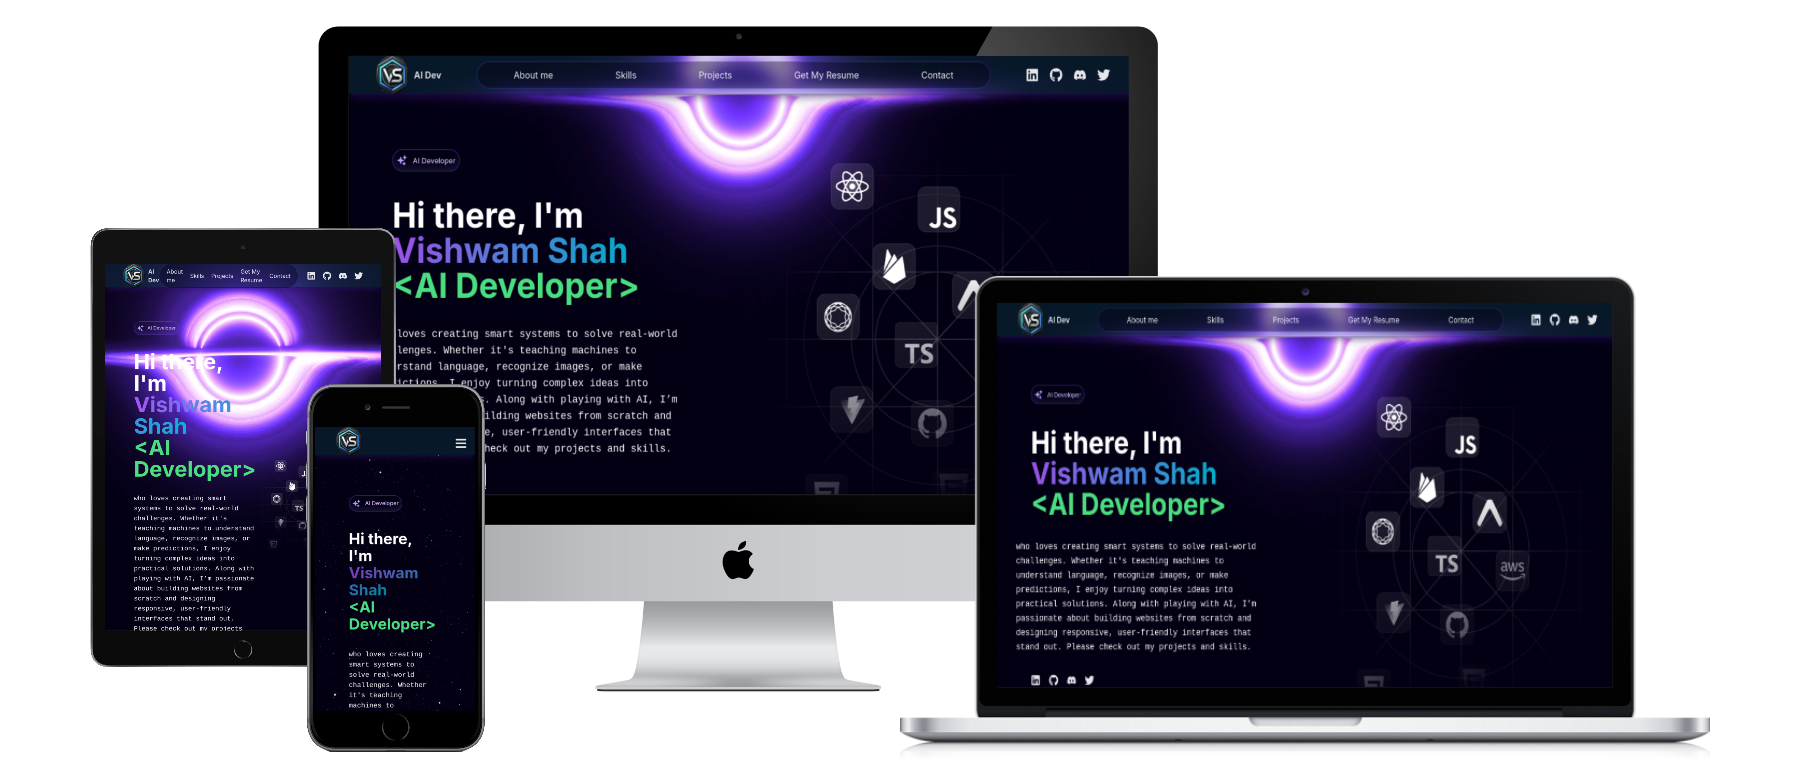 VS AI Dev About me Skills Projects Get My Resume Contact
AI Developer
Hi there, I'm
Vishwam Shah
<AI Developer>
loves creating smart systems to solve real-world
lenges. Whether it's teaching machines to
rstand language, recognize images, or make
ictions, I enjoy turning complex ideas into
s. Along with playing with AI, I'm
ilding websites from scratch and
e, user-friendly interfaces that
heck out my projects and skills.
JS
TS
VS AI Dev About me Skills Projects Get My Resume Contact
AI Developer
Hi there,
I'm
Vishwam
Shah
<AI
Developer>
who loves creating smart
systems to solve real-world
challenges. Whether it's
teaching machines to understand
language, recognize images, or
make predictions, I enjoy
turning complex ideas into
practical solutions. Along with
playing with AI, I'm passionate
about building websites from
scratch and designing
responsive, user-friendly
interfaces that stand out.
Please check out my projects
J
TS
VS
AI Developer
Hi there,
I'm
Vishwam
Shah
<AI
Developer>
who loves creating
smart systems to
solve real-world
challenges. Whether
it's teaching
machines to
VS AI Dev About me Skills Projects Get My Resume Contact
AI Developer
Hi there, I'm
Vishwam Shah
<AI Developer>
who loves creating smart systems to solve real-world
challenges. Whether it's teaching machines to
understand language, recognize images, or make
predictions, I enjoy turning complex ideas into
practical solutions. Along with playing with AI, I'm
passionate about building websites from scratch and
designing responsive, user-friendly interfaces that
stand out. Please check out my projects and skills.
JS
TS
aws